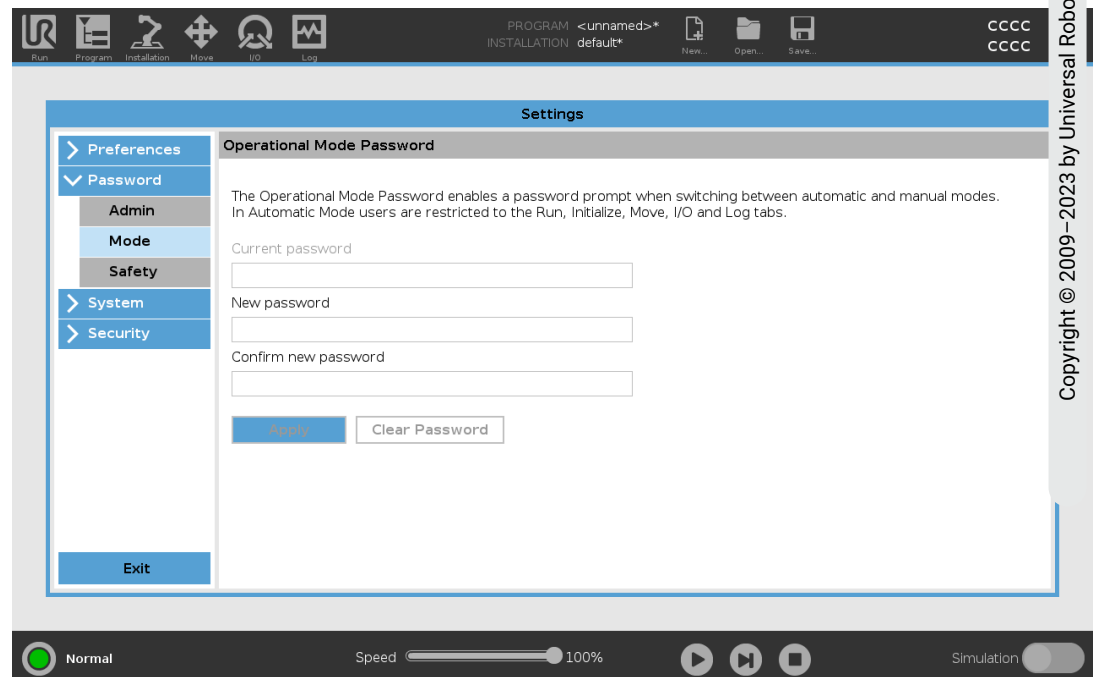 PROGRAM <unnamed>*
INSTALLATION default*
CCCC
CCCC
Run
Program
Installation
Move
I/O
Log
New...
Open...
Save...
Settings
Preferences
Password
Admin
Mode
Safety
System
Security
Exit
Operational Mode Password
The Operational Mode Password enables a password prompt when switching between automatic and manual modes.
In Automatic Mode users are restricted to the Run, Initialize, Move, I/O and Log tabs.
Current password
New password
Confirm new password
Apply
Clear Password
Normal
Speed
100%
Simulation
Copyright © 2009–2023 by Universal Robo